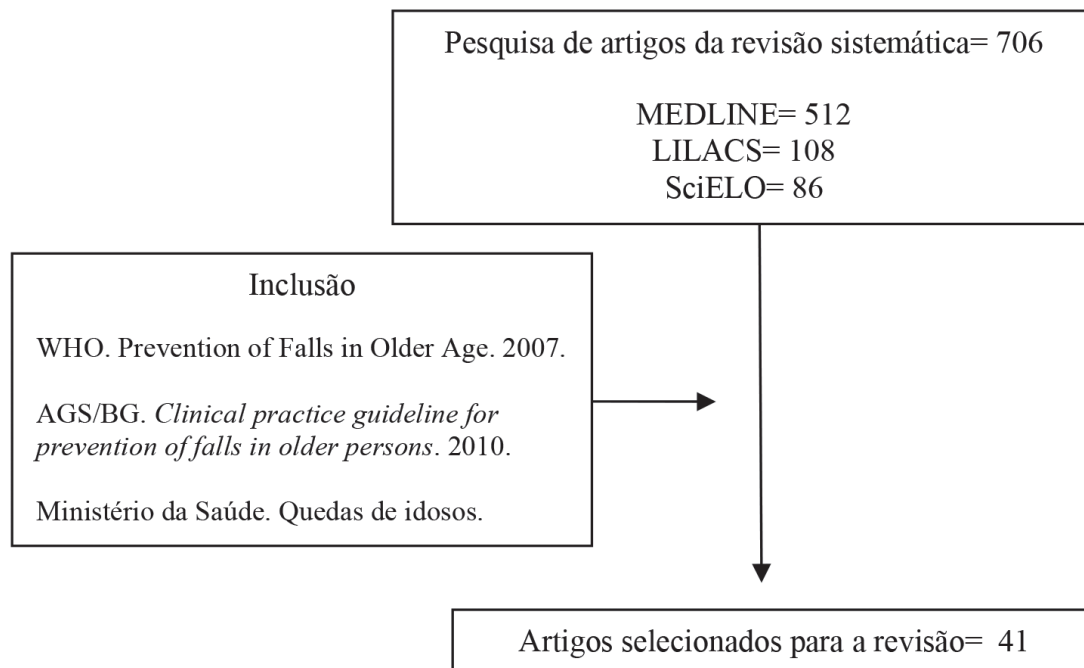 Pesquisa de artigos da revisão sistemática= 706
MEDLINE= 512
LILACS= 108
SciELO= 86
Inclusão
WHO. Prevention of Falls in Older Age. 2007.
AGS/BG. Clinical practice guideline for
prevention of falls in older persons. 2010.
Ministério da Saúde. Quedas de idosos.
Artigos selecionados para a revisão= 41